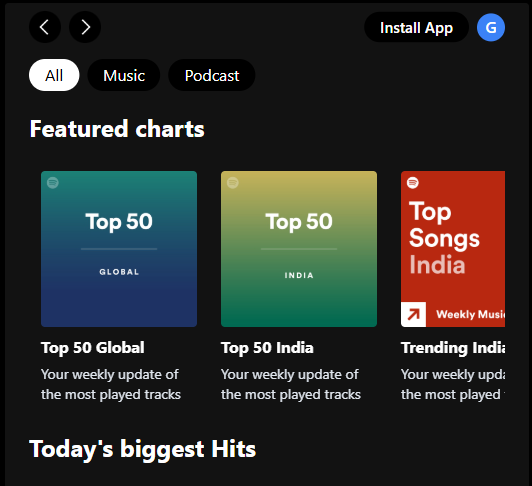 Install App
G
All
Music
Podcast
Featured charts
Top 50
GLOBAL
Top 50
INDIA
Top
Songs
India
Weekly Music
Top 50 Global
Your weekly update of
the most played tracks
Top 50 India
Your weekly update of
the most played tracks
Trending India
Your weekly
the most played
Today's biggest Hits